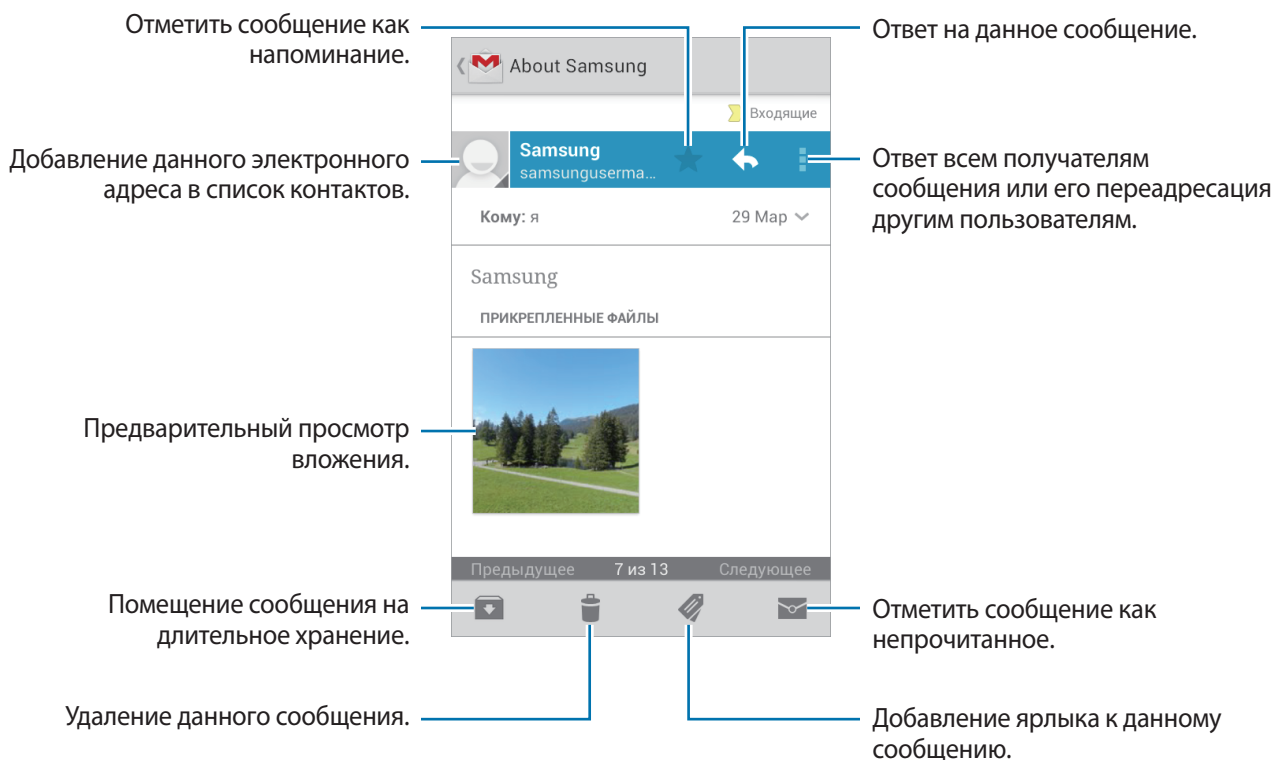 Отметить сообщение как
напоминание.
Ответ на данное сообщение.
About Samsung
Входящие
Добавление данного электронного
адреса в список контактов.
Samsung
samsunguserma...
Ответ всем получателям
сообщения или его переадресация
другим пользователям.
Кому: я
29 Мар
Samsung
ПРИКРЕПЛЕННЫЕ ФАЙЛЫ
Предварительный просмотр
вложения.
Предыдущее 7 из 13 Следующее
Помещение сообщения на
длительное хранение.
Отметить сообщение как
непрочитанное.
Удаление данного сообщения.
Добавление ярлыка к данному
сообщению.